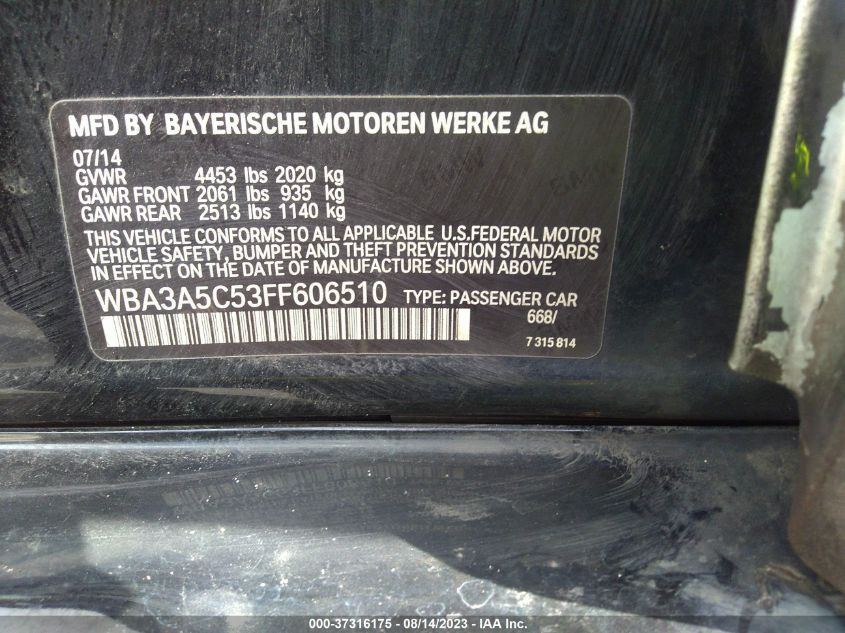 MFD BY BAYERISCHE MOTOREN WERKE AG
07/14
GVWR 4453 lbs 2020 kg
GAWR FRONT 2061 lbs 935 kg
GAWR REAR 2513 lbs 1140 kg
THIS VEHICLE CONFORMS TO ALL APPLICABLE U.S.FEDERAL MOTOR
VEHICLE SAFETY, BUMPER AND THEFT PREVENTION STANDARDS
IN EFFECT ON THE DATE OF MANUFACTURE SHOWN ABOVE.
WBA3A5C53FF606510 TYPE: PASSENGER CAR
668/
7 315 814
000-37316175 - 08/14/2023 - IAA Inc.